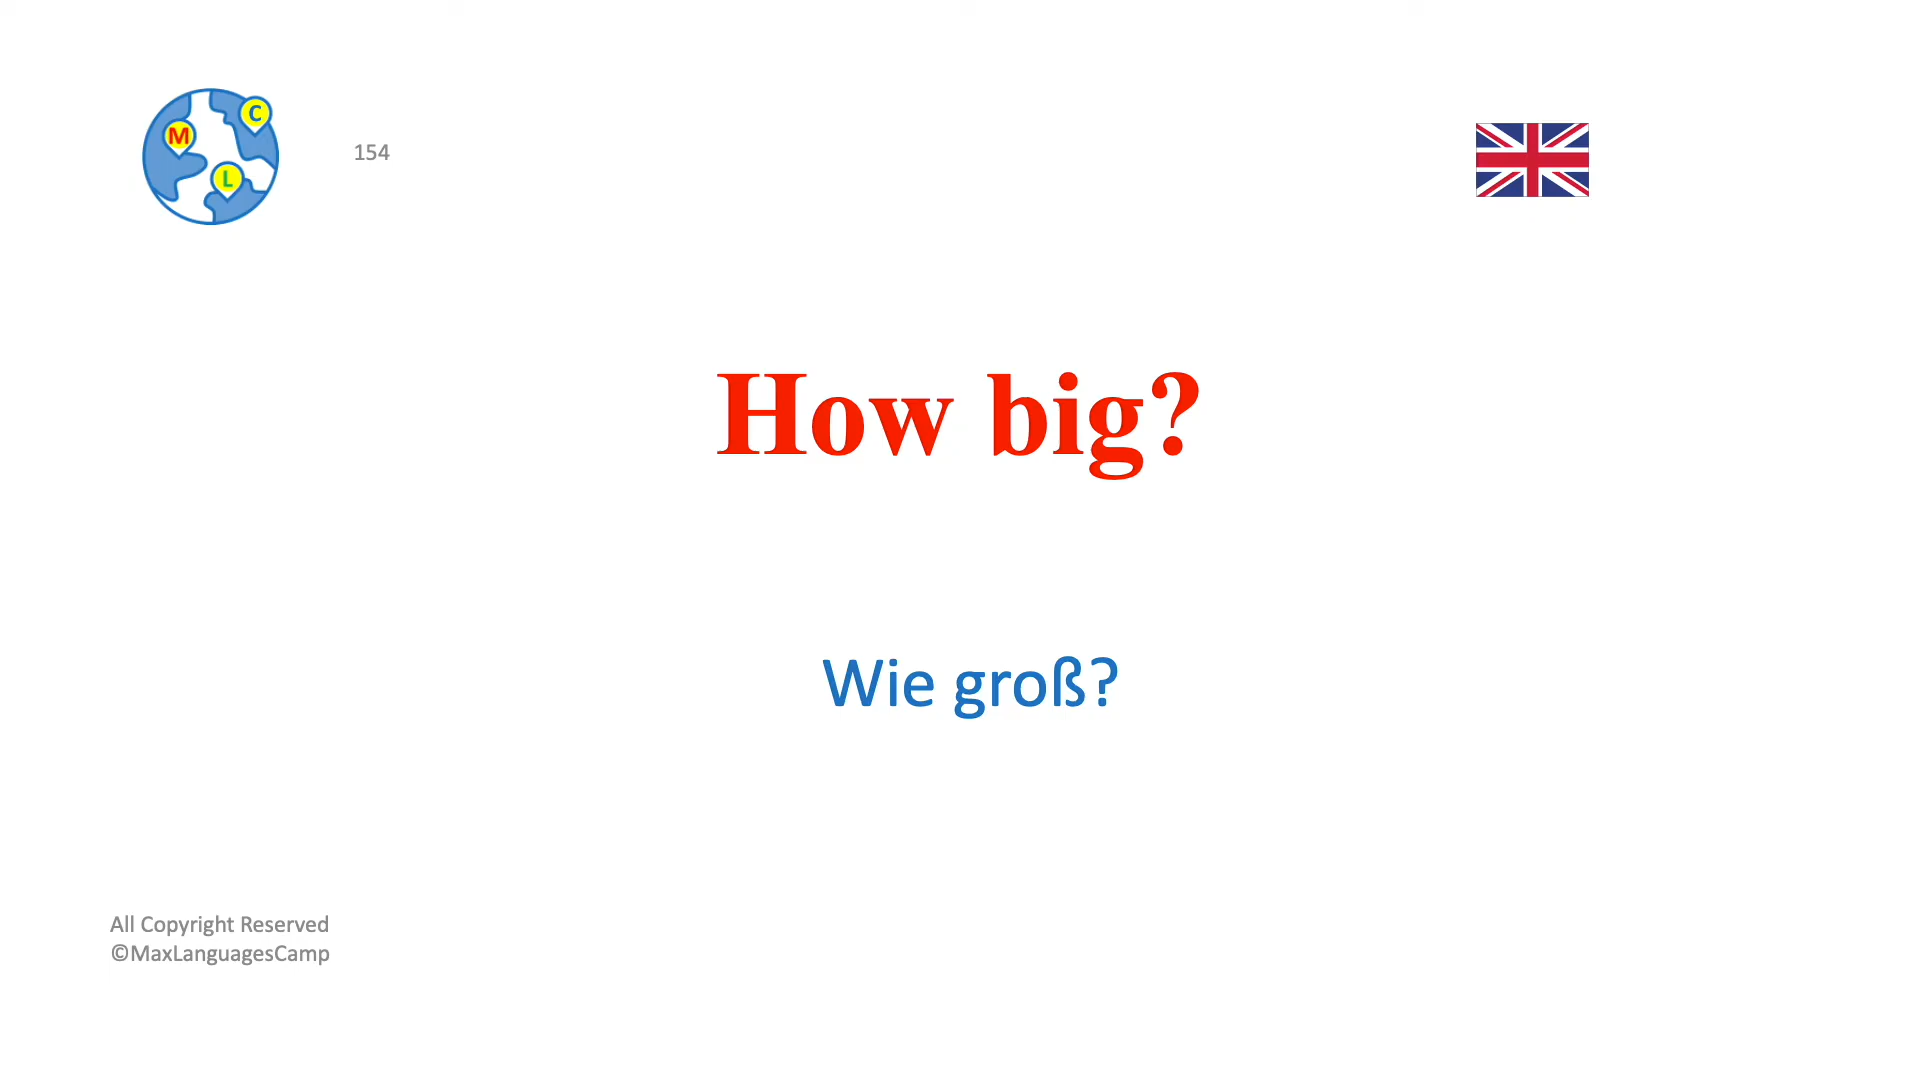 M
C
L
154
How big?
Wie groß?
All Copyright Reserved
©MaxLanguagesCamp